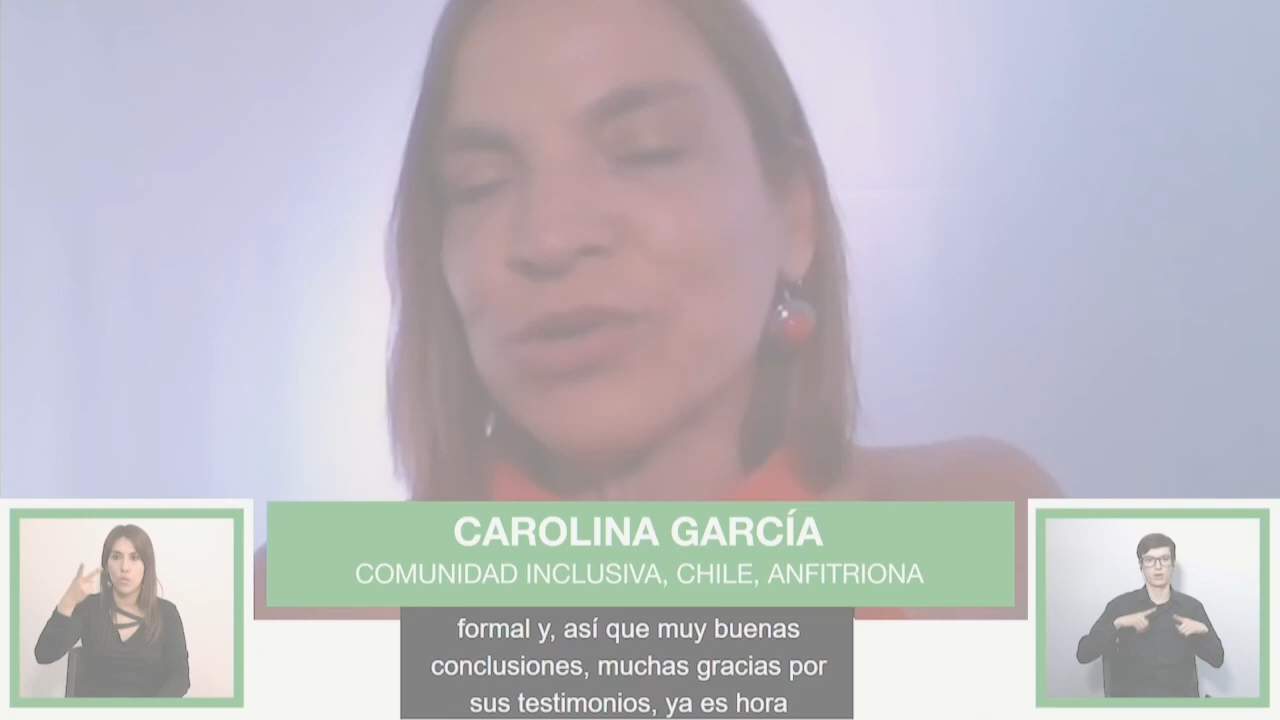 CAROLINA GARCÍA
COMUNIDAD INCLUSIVA, CHILE, ANFITRIONA
formal y, así que muy buenas
conclusiones, muchas gracias por
sus testimonios, ya es hora